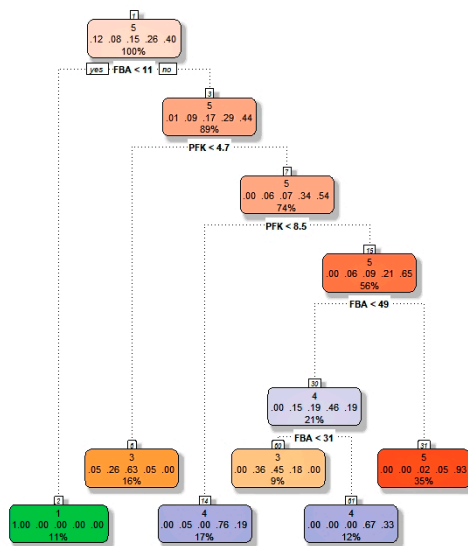 1
5
.12 .08 .15 .26 .40
100%
yes FBA < 11 no
3
5
.01 .09 .17 .29 .44
89%
PFK < 4.7
7
5
.00 .06 .07 .34 .54
74%
PFK < 8.5
15
5
.00 .06 .09 .21 .65
56%
FBA < 49
30
4
.00 .15 .19 .46 .19
21%
FBA < 31
6
3
.05 .26 .63 .05 .00
16%
60
3
.00 .36 .45 .18 .00
9%
31
5
.00 .00 .02 .05 .93
35%
2
1
1.00 .00 .00 .00 .00
11%
14
4
.00 .05 .00 .76 .19
17%
61
4
.00 .00 .00 .67 .33
12%